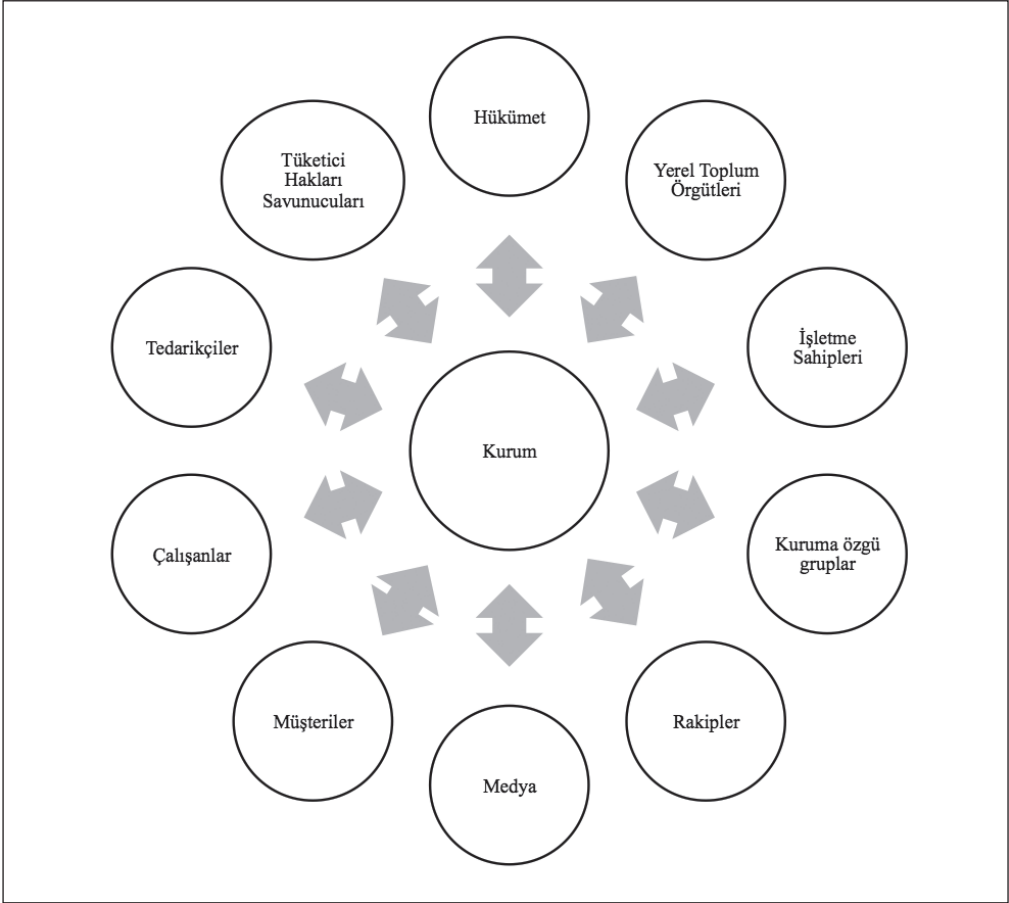 Hükümet
Yerel Toplum
Örgütleri
İşletme
Sahipleri
Kuruma özgü
gruplar
Rakipler
Medya
Müşteriler
Çalışanlar
Tedarikçiler
Tüketici
Hakları
Savunucuları
Kurum